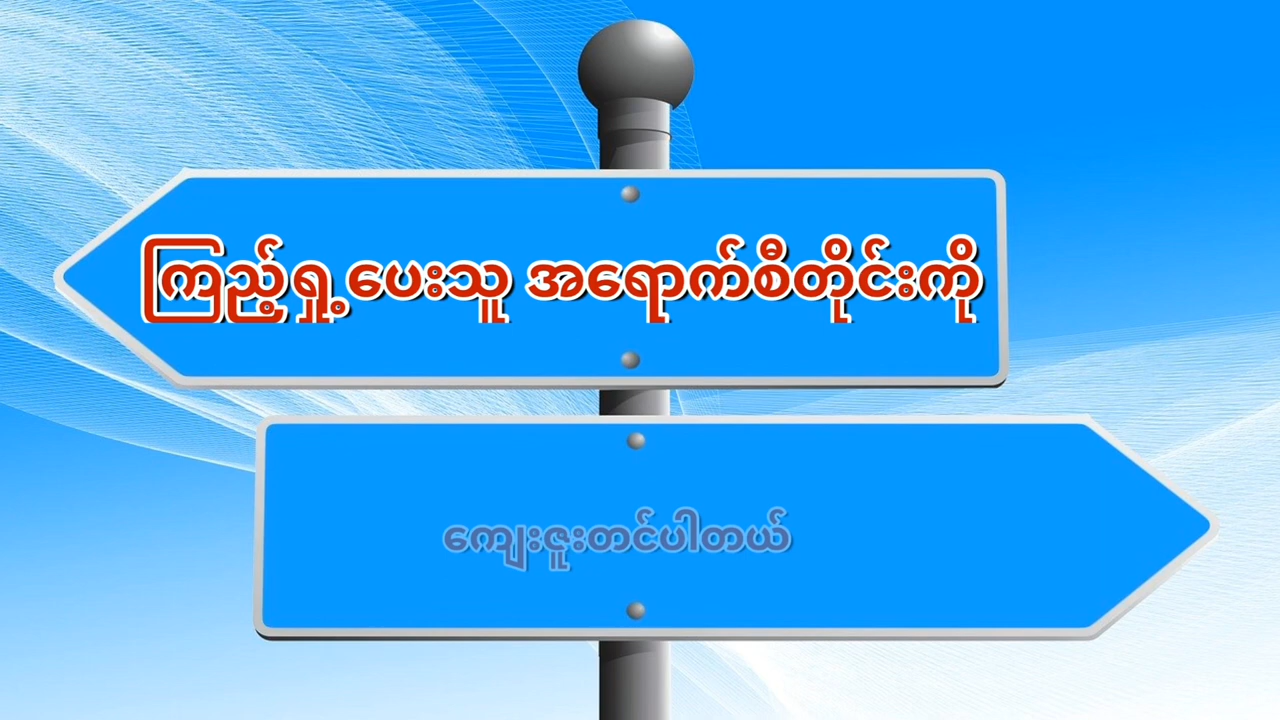 ကြည့်ရှု့ပေးသူ အရောက်စီတိုင်းကို
ကျေးဇူးတင်ပါတယ်